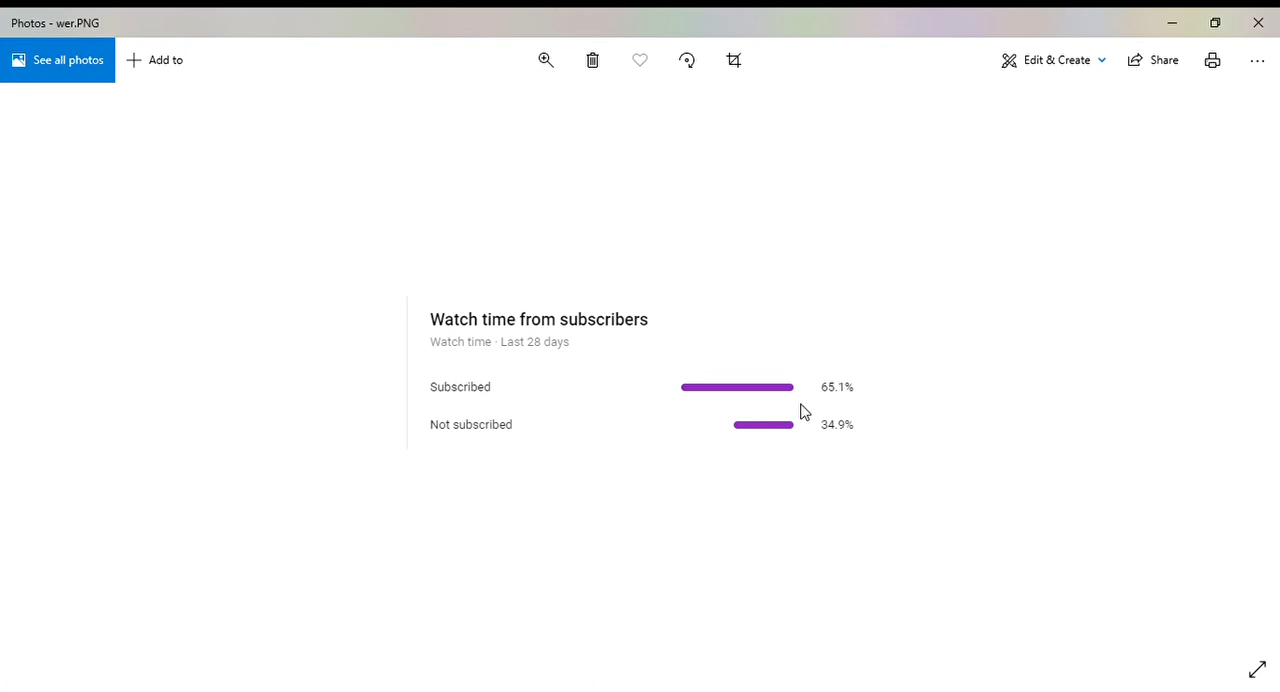 Photos - wer.PNG
See all photos
Add to
Edit & Create
Share
Watch time from subscribers
Watch time · Last 28 days
Subscribed 65.1%
Not subscribed 34.9%